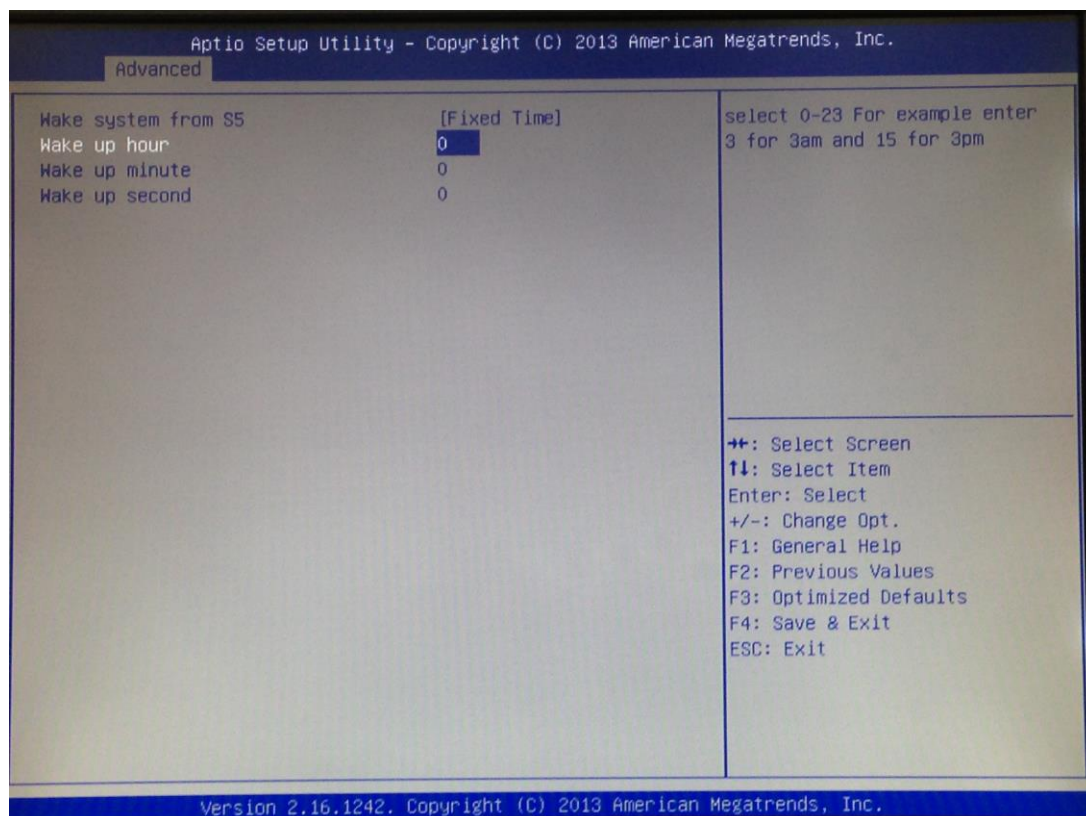 Aptio Setup Utility - Copyright (C) 2013 American Megatrends, Inc.
Advanced
Wake system from S5 [Fixed Time]
Wake up hour 0
Wake up minute 0
Wake up second 0
select 0-23 For example enter
3 for 3am and 15 for 3pm
→←: Select Screen
↑↓: Select Item
Enter: Select
+/-: Change Opt.
F1: General Help
F2: Previous Values
F3: Optimized Defaults
F4: Save & Exit
ESC: Exit
Version 2.16.1242. Copyright (C) 2013 American Megatrends, Inc.